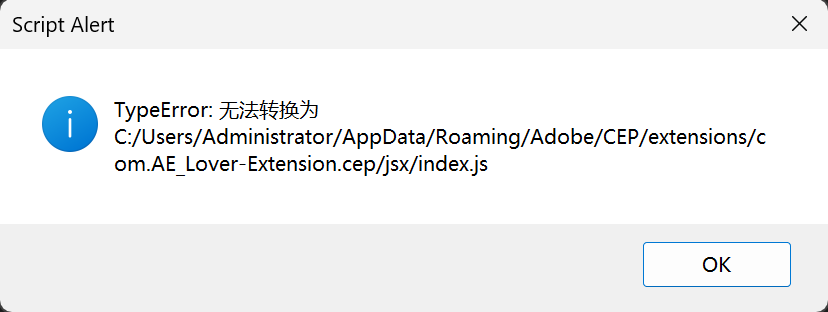 Script Alert
TypeError: 无法转换为
C:/Users/Administrator/AppData/Roaming/Adobe/CEP/extensions/c
om.AE_Lover-Extension.cep/jsx/index.js
OK